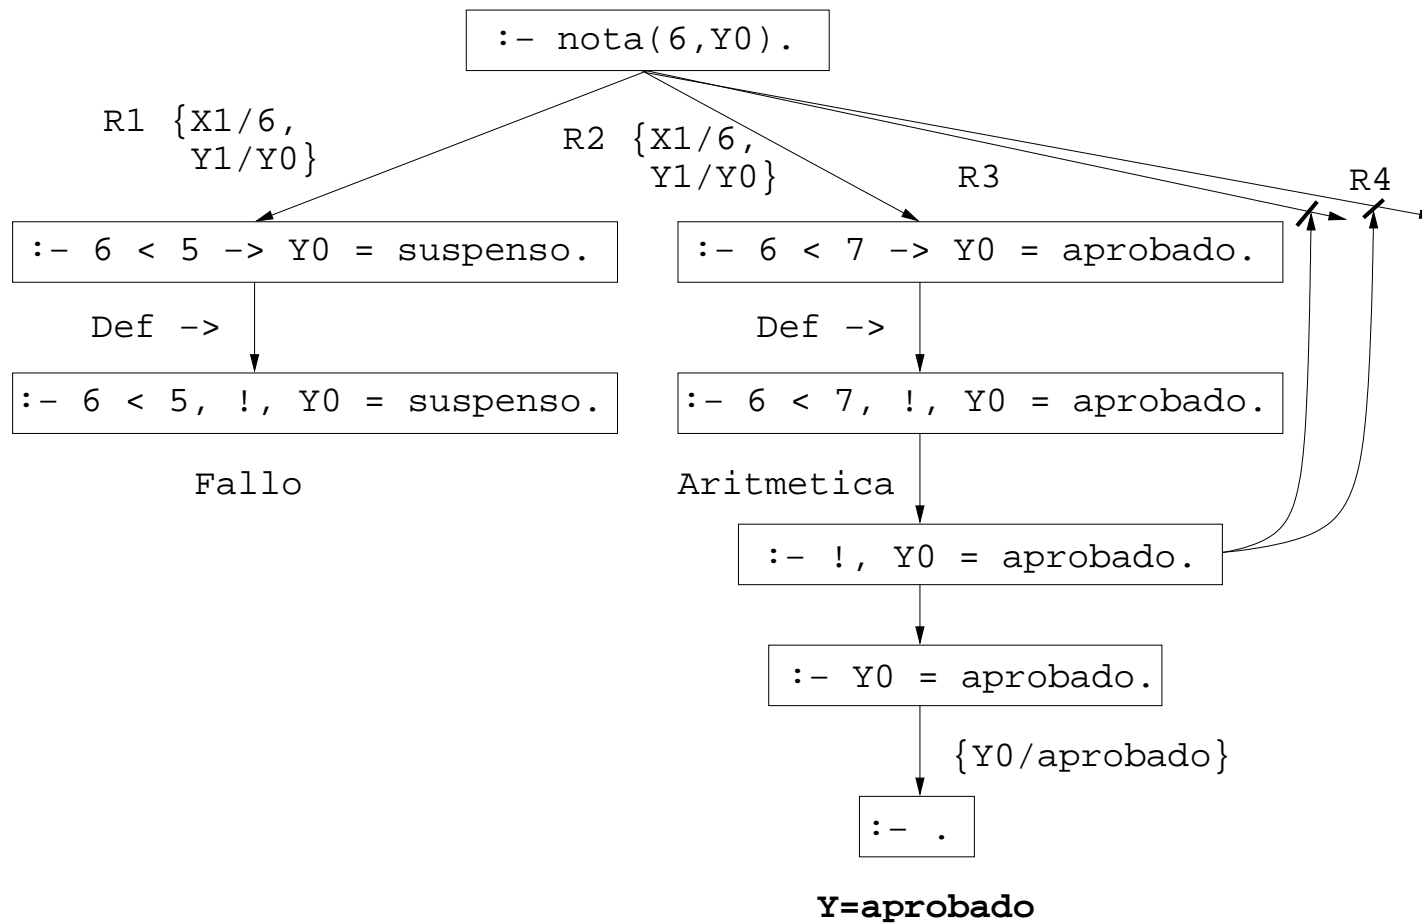 :- nota(6,Y0).
R1 {X1/6,
Y1/Y0}
R2 {X1/6,
Y1/Y0}
R3
R4
:- 6 < 5 -> Y0 = suspenso.
:- 6 < 7 -> Y0 = aprobado.
Def ->
Def ->
:- 6 < 5, !, Y0 = suspenso.
:- 6 < 7, !, Y0 = aprobado.
Fallo
Aritmetica
:- !, Y0 = aprobado.
:- Y0 = aprobado.
{Y0/aprobado}
:- .
Y=aprobado